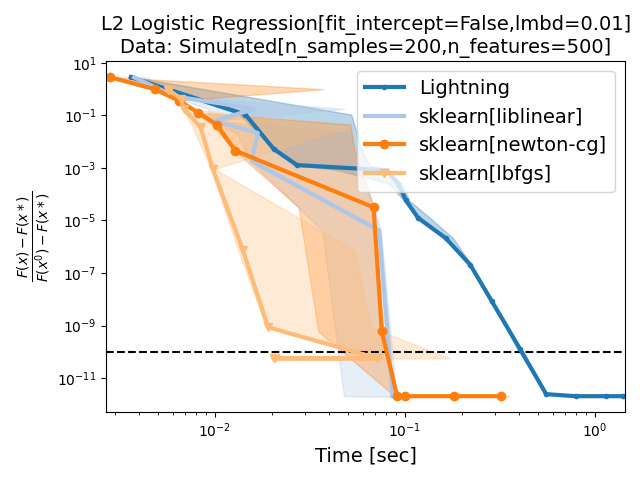 L2 Logistic Regression[fit_intercept=False,lmbd=0.01]
Data: Simulated[n_samples=200,n_features=500]
10¹
10⁻¹
10⁻³
10⁻⁵
10⁻⁷
10⁻⁹
10⁻¹¹
F(x) − F(x*)
F(x⁰) − F(x*)
Lightning
sklearn[liblinear]
sklearn[newton-cg]
sklearn[lbfgs]
10⁻² 10⁻¹ 10⁰
Time [sec]